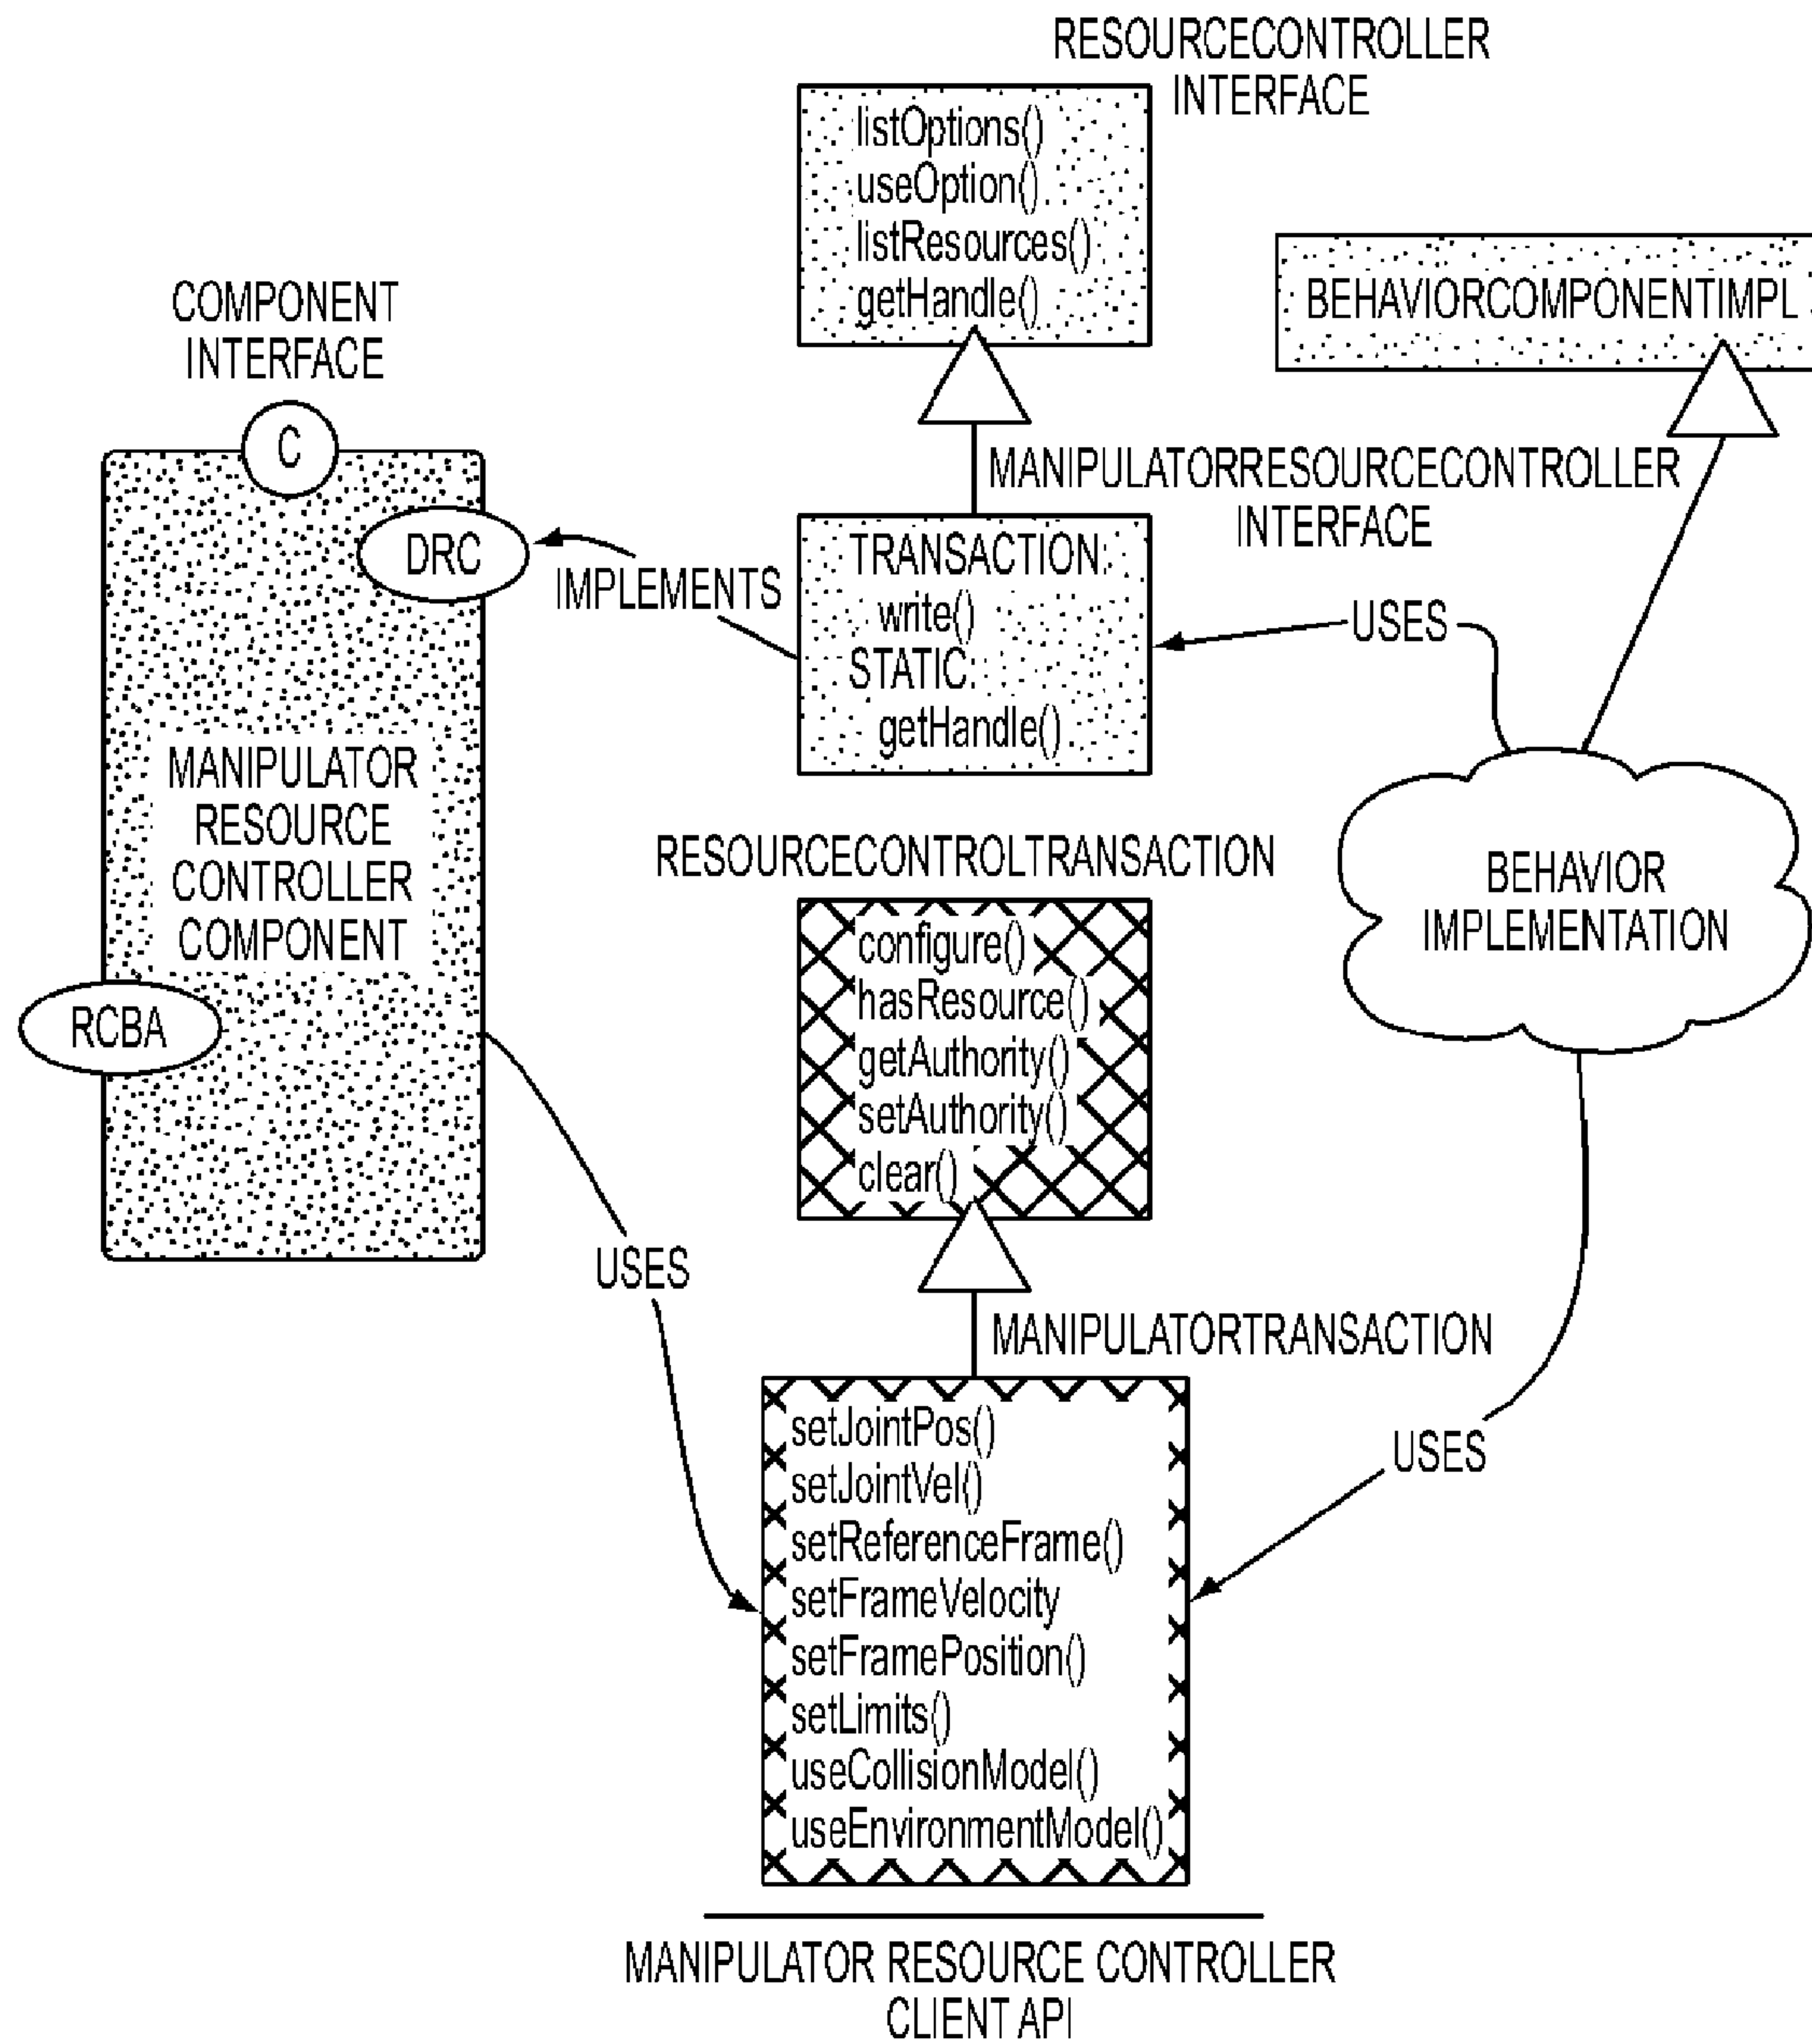 RESOURCECONTROLLER
INTERFACE
listOptions()
useOption()
listResources()
getHandle()
BEHAVIORCOMPONENTIMPL
COMPONENT
INTERFACE
C
DRC
MANIPULATOR
RESOURCE
CONTROLLER
COMPONENT
RCBA
IMPLEMENTS
MANIPULATORRESOURCECONTROLLER
INTERFACE
TRANSACTION:
write()
STATIC:
getHandle()
USES
BEHAVIOR
IMPLEMENTATION
RESOURCECONTROLTRANSACTION
configure()
hasResource()
getAuthority()
setAuthority()
clear()
USES
MANIPULATORTRANSACTION
setJointPos()
setJointVel()
setReferenceFrame()
setFrameVelocity
setFramePosition()
setLimits()
useCollisionModel()
useEnvironmentModel()
USES
MANIPULATOR RESOURCE CONTROLLER
CLIENT API